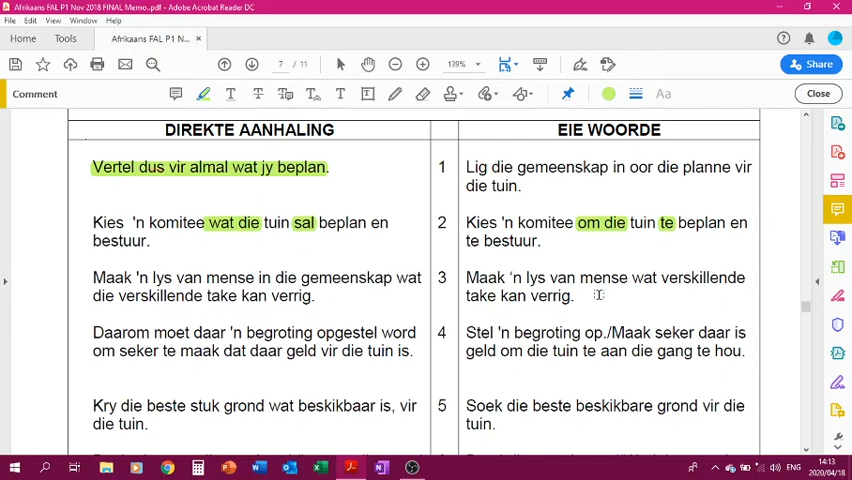 Afrikaans FAL P1 Nov 2018 FINAL Memo..pdf - Adobe Acrobat Reader DC
File Edit View Window Help
Home Tools Afrikaans FAL P1 N... ×
7 / 11 139% Share
Comment Aa Close
DIREKTE AANHALING EIE WOORDE
Vertel dus vir almal wat jy beplan. 1 Lig die gemeenskap in oor die planne vir
die tuin.
Kies 'n komitee wat die tuin sal beplan en 2 Kies 'n komitee om die tuin te beplan en
bestuur. te bestuur.
Maak 'n lys van mense in die gemeenskap wat 3 Maak ‘n lys van mense wat verskillende
die verskillende take kan verrig. take kan verrig.
Daarom moet daar 'n begroting opgestel word 4 Stel 'n begroting op./Maak seker daar is
om seker te maak dat daar geld vir die tuin is. geld om die tuin te aan die gang te hou.
Kry die beste stuk grond wat beskikbaar is, vir 5 Soek die beste beskikbare grond vir die
die tuin. tuin.
ENG 14:13
2020/04/18